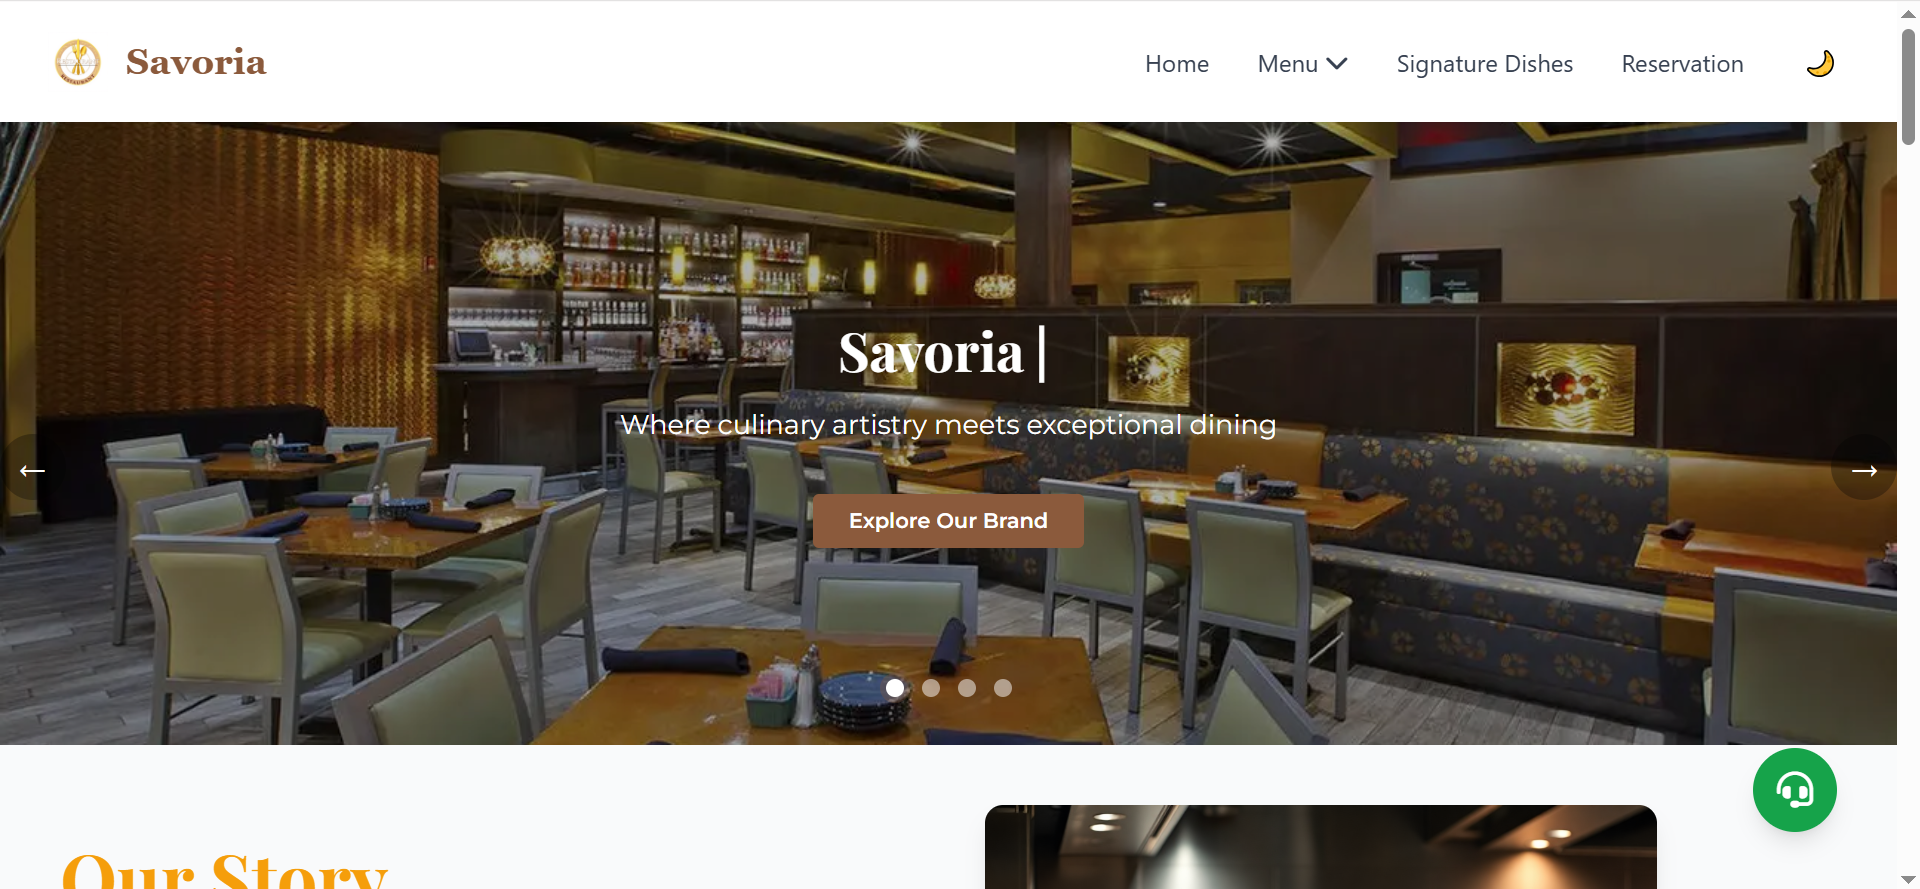 Savoria
Home
Menu
Signature Dishes
Reservation
Savoria
Where culinary artistry meets exceptional dining
Explore Our Brand
Our Story